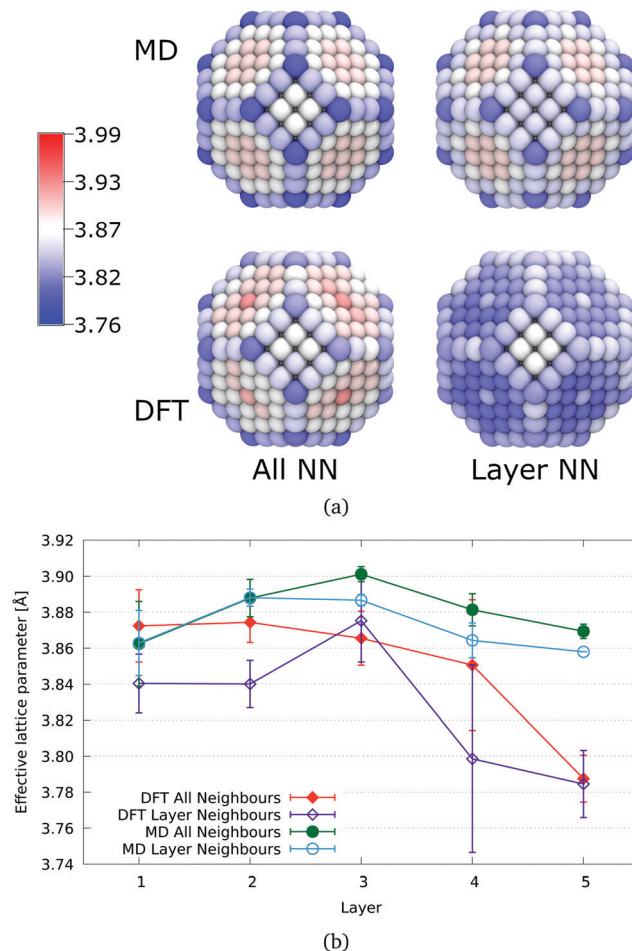 MD
3.99
3.93
3.87
3.82
3.76
DFT
All NN
Layer NN
(a)
3.92
3.90
3.88
3.86
3.84
3.82
3.80
3.78
3.76
3.74
Effective lattice parameter [Å]
DFT All Neighbours
DFT Layer Neighbours
MD All Neighbours
MD Layer Neighbours
1
2
3
4
5
Layer
(b)